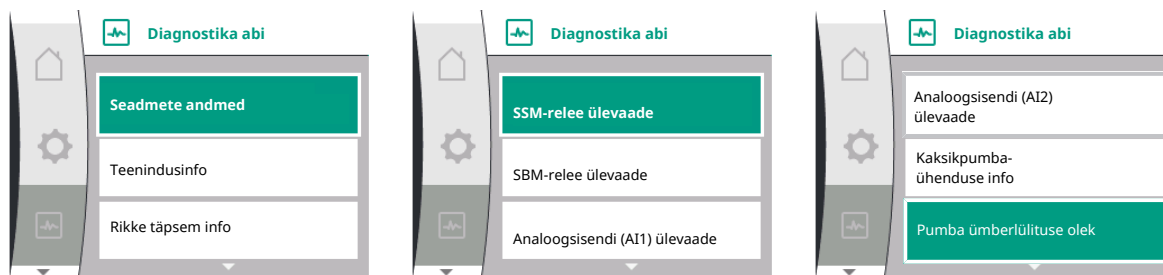 Diagnostika abi
Seadmete andmed
Teenindusinfo
Rikke täpsem info
Diagnostika abi
SSM-relee ülevaade
SBM-relee ülevaade
Analoogsisendi (AI1) ülevaade
Diagnostika abi
Analoogsisendi (AI2)
ülevaade
Kaksikpumba-
ühenduse info
Pumba ümberlülituse olek